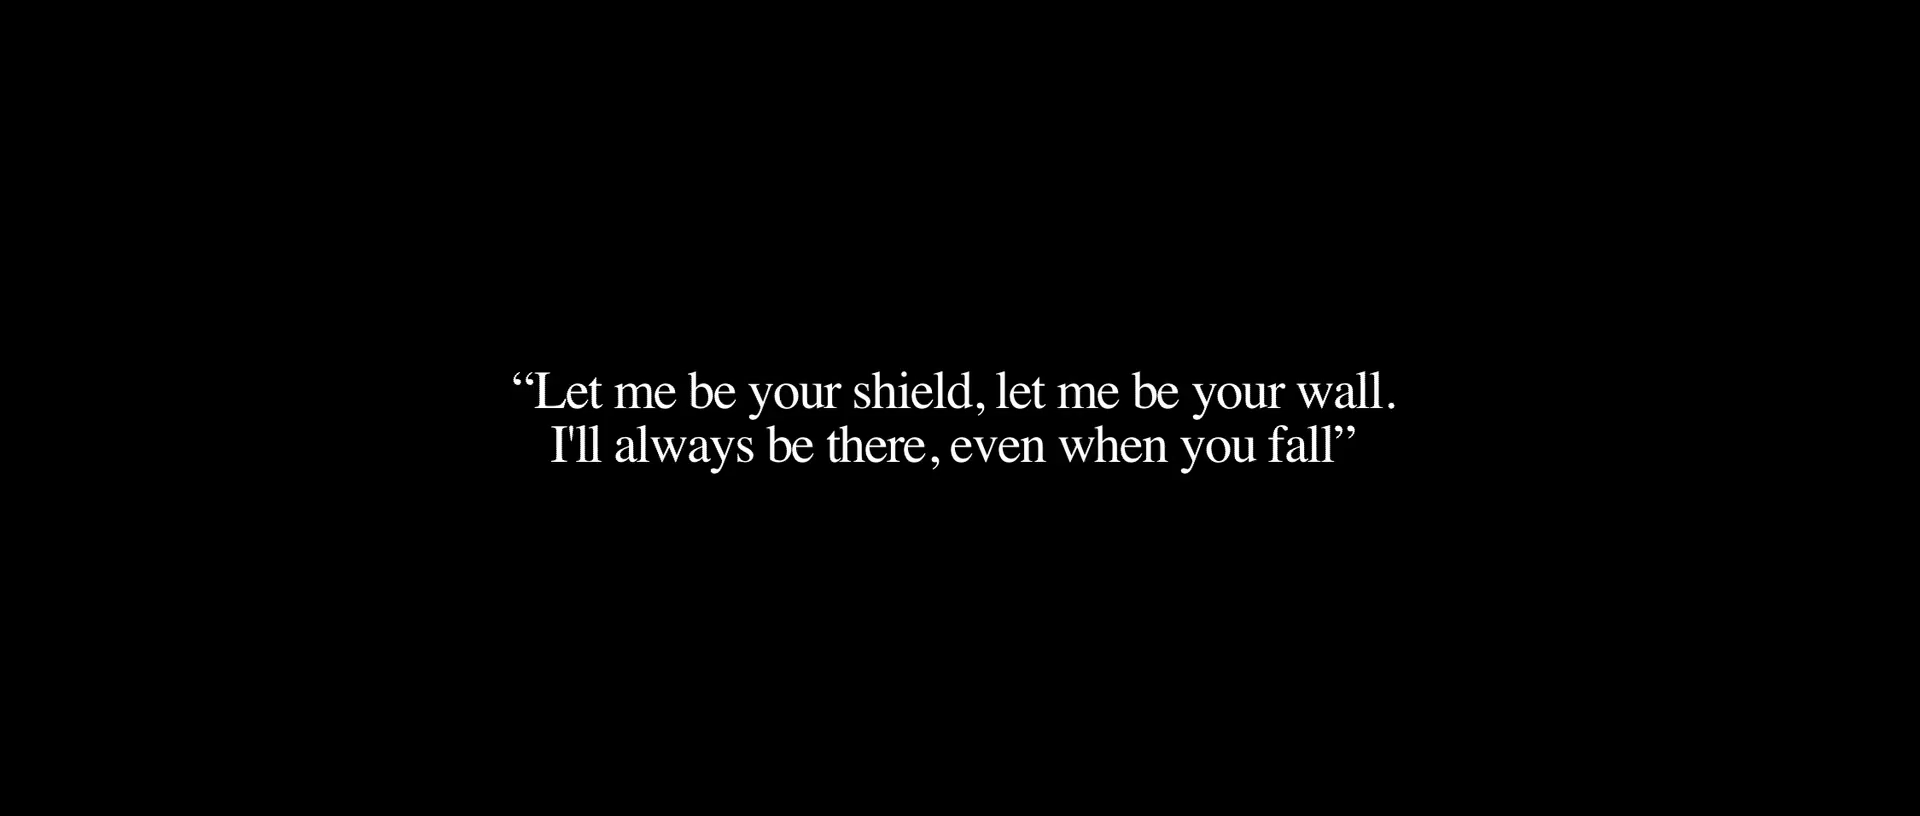 “Let me be your shield, let me be your wall.
I'll always be there, even when you fall”